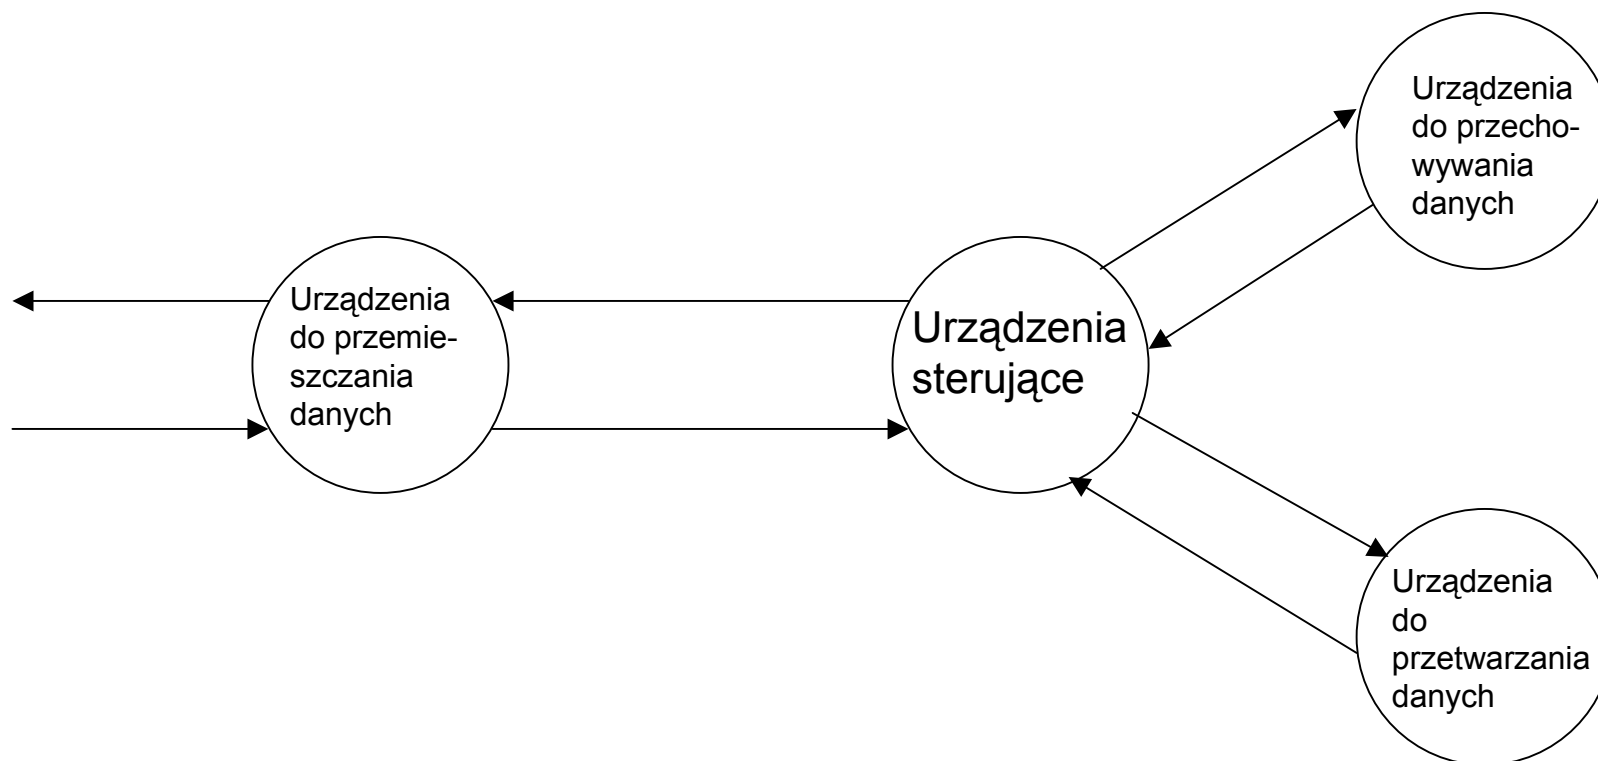 Urządzenia
do przemie-
szczania
danych
Urządzenia
sterujące
Urządzenia
do przecho-
wywania
danych
Urządzenia
do
przetwarzania
danych